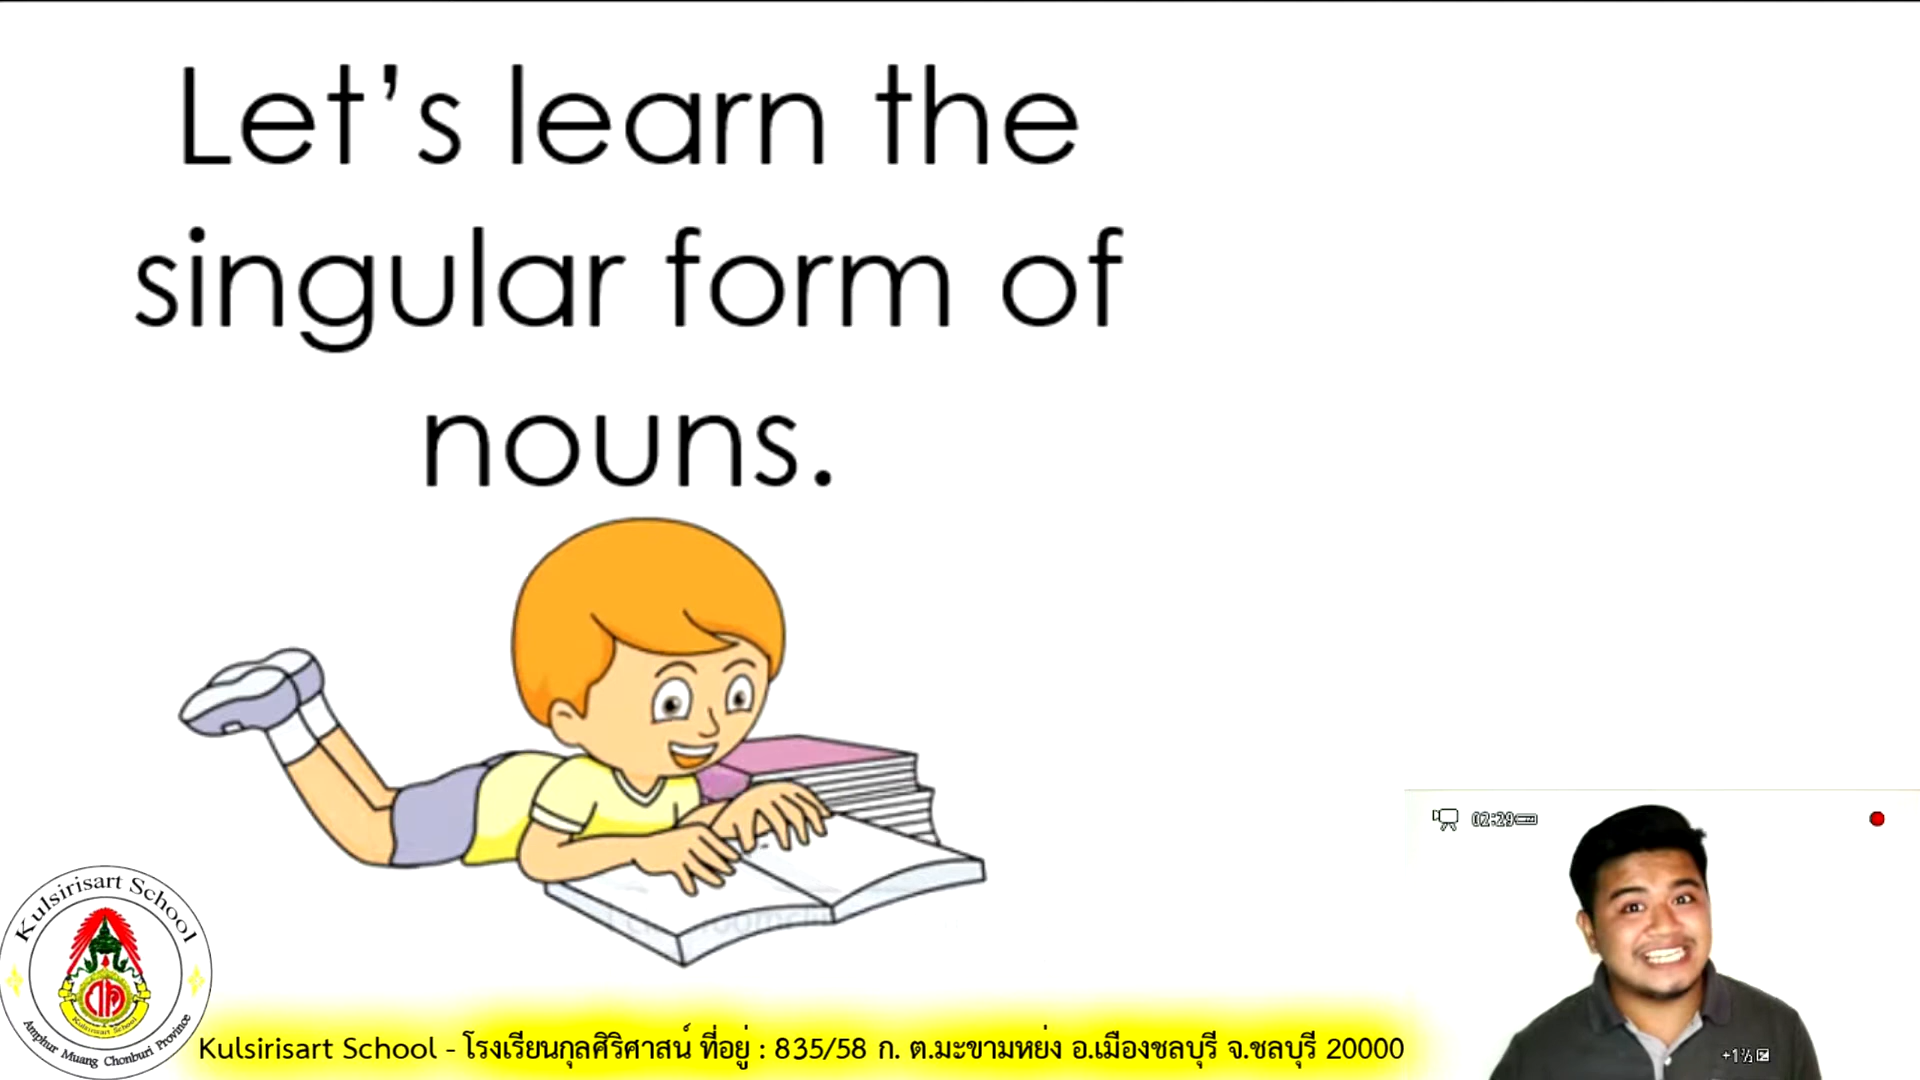 Let’s learn the
singular form of
nouns.
02:29
Kulsirisart School
Kulsirisart School
Amphur Muang Chonburi Province
Kulsirisart School - โรงเรียนกุลศิริศาสน์ ที่อยู่ : 835/58 ก. ต.มะขามหย่ง อ.เมืองชลบุรี จ.ชลบุรี 20000